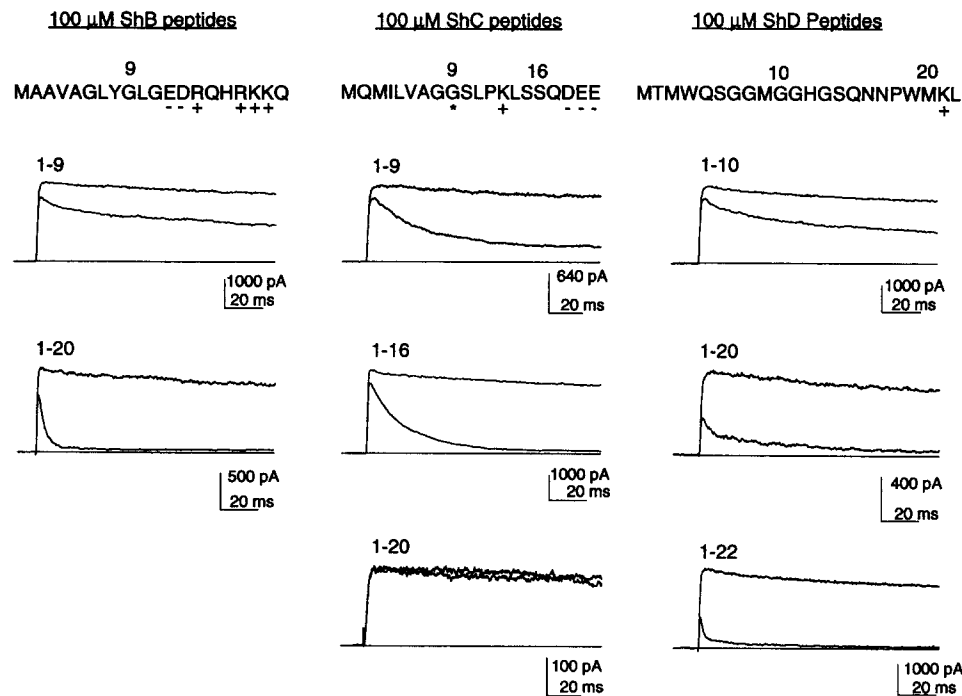 100 µM ShB peptides
9
MAAVAGLYGLGEDRQHRKKQ
-- + +++
1-9
1000 pA
20 ms
1-20
500 pA
20 ms
100 µM ShC peptides
9 16
MQMILVAGGSLPKLSSQDEE
* + ---
1-9
640 pA
20 ms
1-16
1000 pA
20 ms
1-20
100 pA
20 ms
100 µM ShD Peptides
10 20
MTMWQSGGMGGHGSQNNPWMKL
+
1-10
1000 pA
20 ms
1-20
400 pA
20 ms
1-22
1000 pA
20 ms